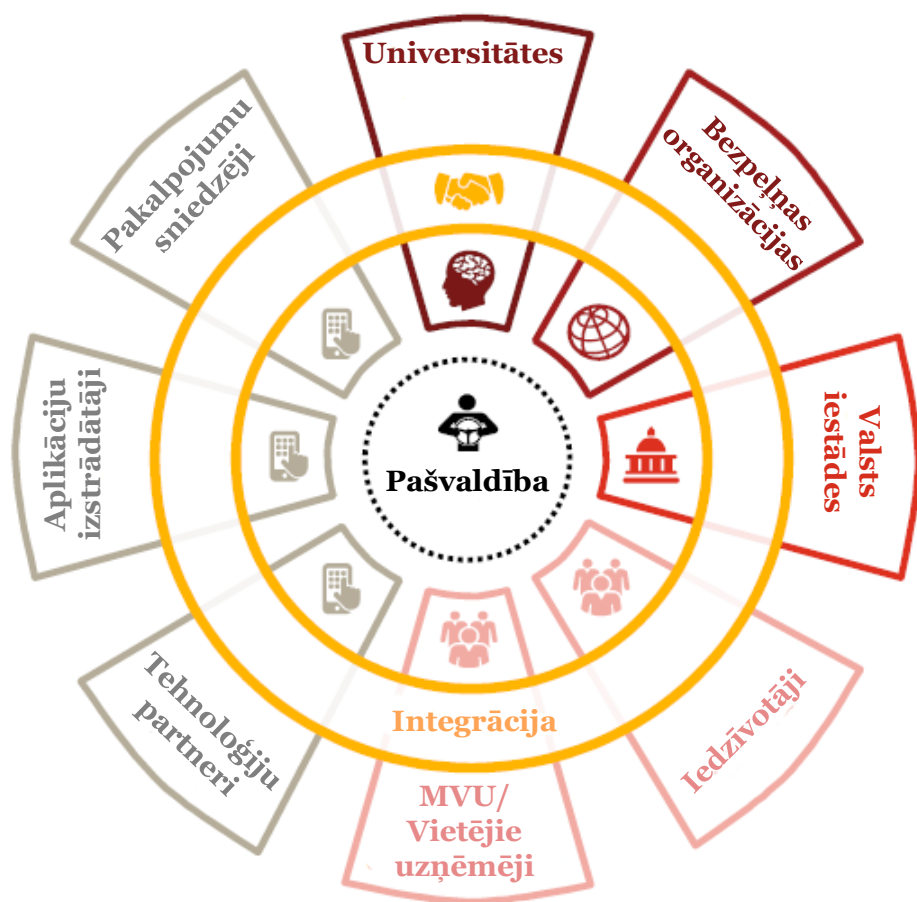 Universitātes
Bezpeļņas
organizācijas
Valsts
iestādes
Iedzīvotāji
MVU/
Vietējie
uzņēmēji
Tehnoloģiju
partneri
Aplikāciju
izstrādātāji
Pakalpojumu
sniedzēji
Pašvaldība
Integrācija